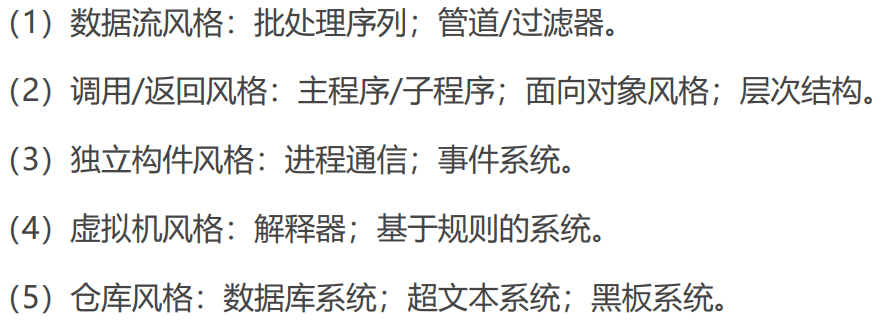 （1）数据流风格：批处理序列；管道/过滤器。
（2）调用/返回风格：主程序/子程序；面向对象风格；层次结构。
（3）独立构件风格：进程通信；事件系统。
（4）虚拟机风格：解释器；基于规则的系统。
（5）仓库风格：数据库系统；超文本系统；黑板系统。